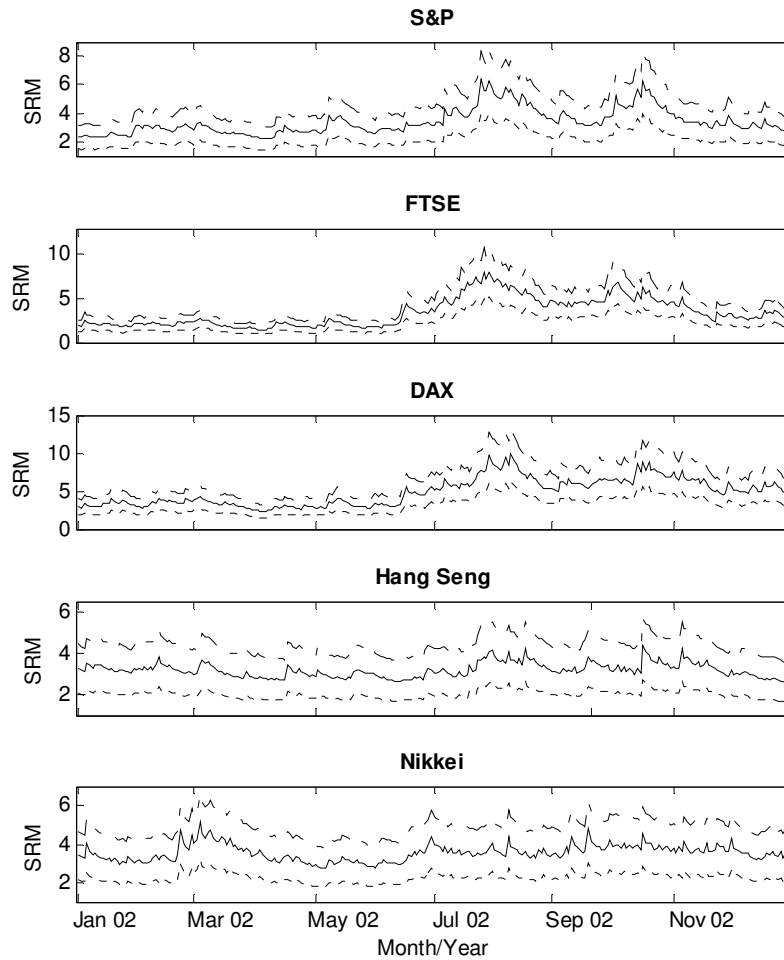 S&P
8
6
4
2
SRM
FTSE
10
5
0
SRM
DAX
15
10
5
0
SRM
Hang Seng
6
4
2
SRM
Nikkei
6
4
2
SRM
Jan 02 Mar 02 May 02 Jul 02 Sep 02 Nov 02
Month/Year